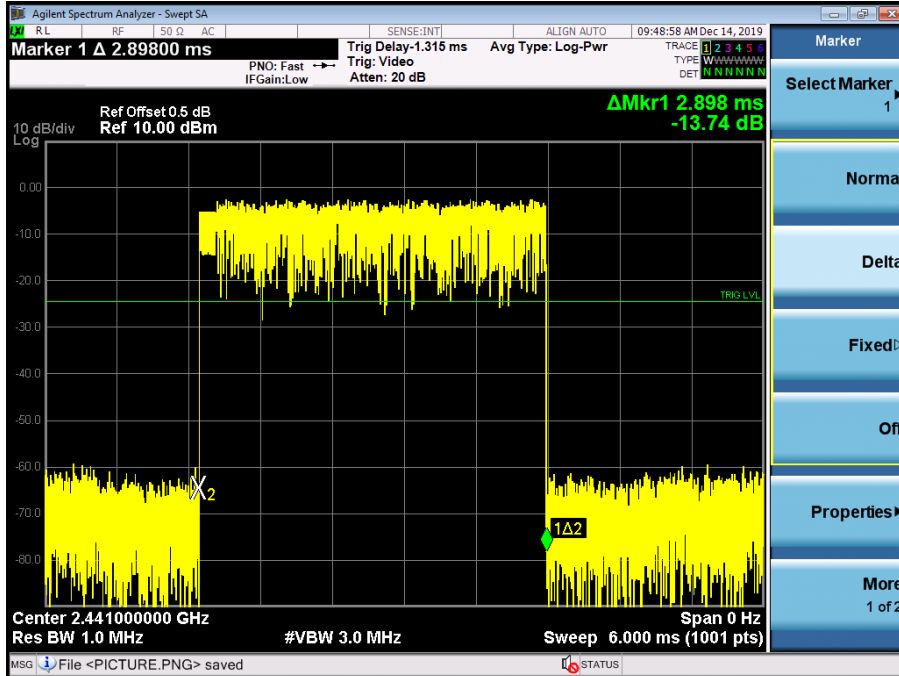 Agilent Spectrum Analyzer - Swept SA
LXI RL RF 50 Ω AC SENSE:INT ALIGN AUTO 09:48:58 AM Dec 14, 2019
Marker 1 Δ 2.89800 ms
PNO: Fast
IFGain:Low
Trig Delay-1.315 ms
Trig: Video
Atten: 20 dB
Avg Type: Log-Pwr
TRACE 1 2 3 4 5 6
TYPE WWWWWW
DET N N N N N N
ΔMkr1 2.898 ms
-13.74 dB
Ref Offset 0.5 dB
10 dB/div Ref 10.00 dBm
Log
0.00
-10.0
-20.0
TRIG LVL
-30.0
-40.0
-50.0
-60.0
2
-70.0
1Δ2
-80.0
Center 2.441000000 GHz Span 0 Hz
Res BW 1.0 MHz #VBW 3.0 MHz Sweep 6.000 ms (1001 pts)
MSG File <PICTURE.PNG> saved STATUS
Marker
Select Marker
1
Norma
Delta
Fixed
Off
Properties
More
1 of 2